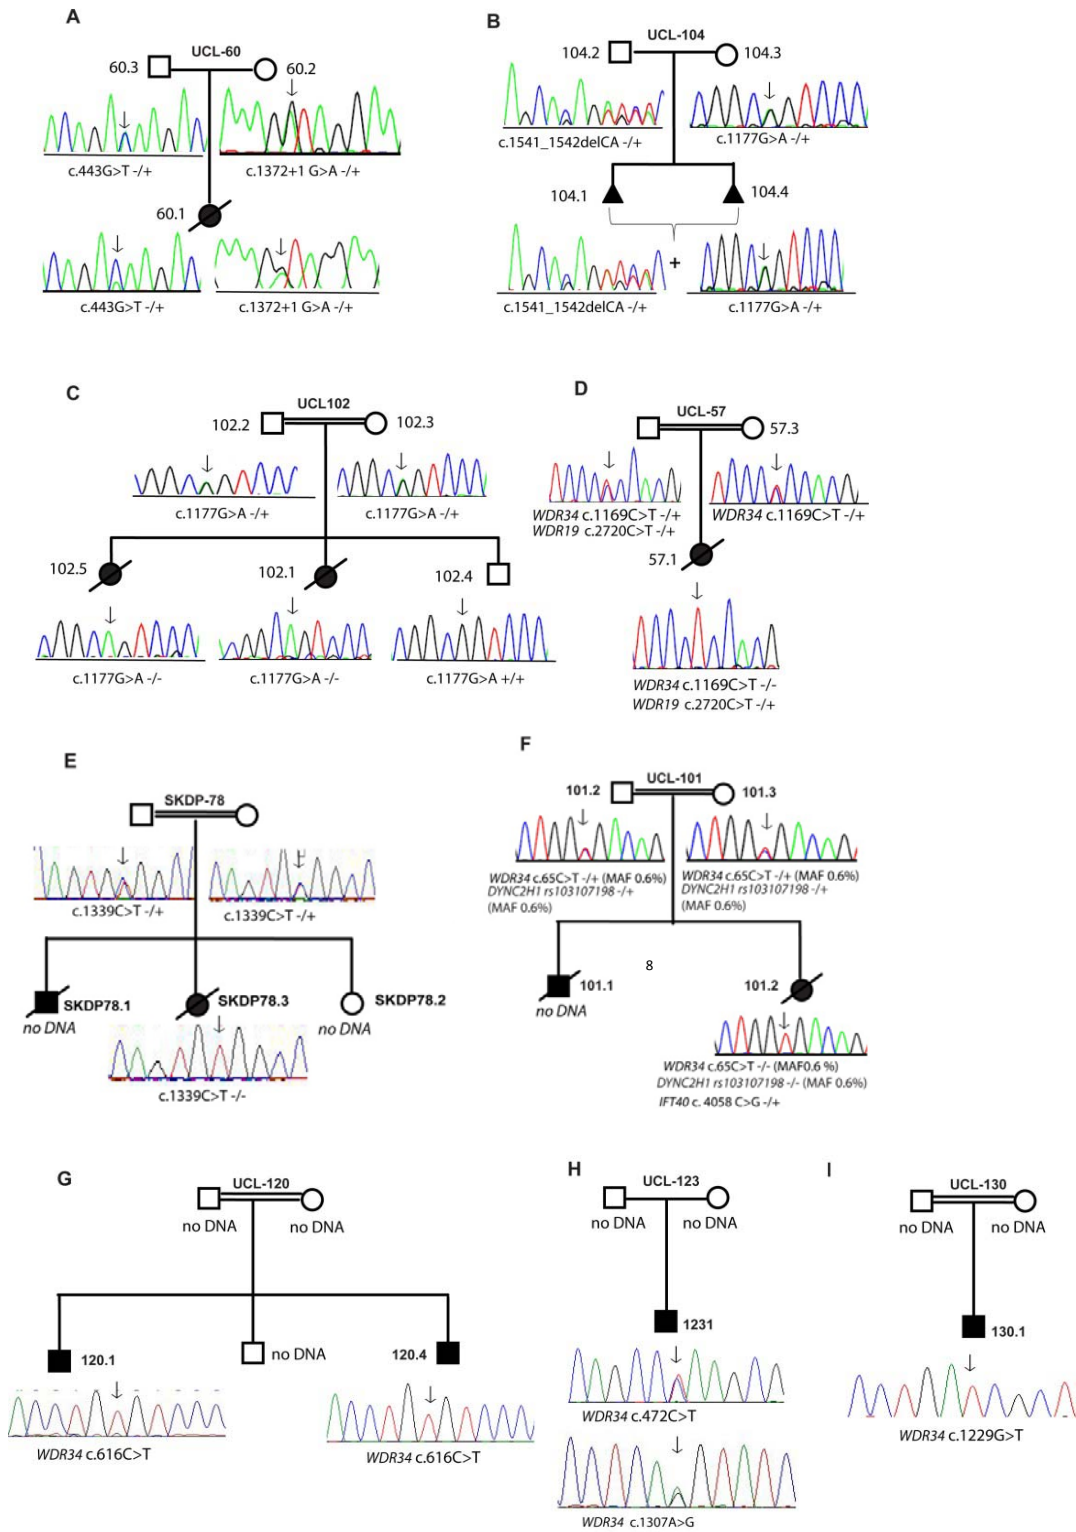 A
UCL-60
60.3
60.2
c.443G>T -/+
c.1372+1 G>A -/+
60.1
c.443G>T -/+
c.1372+1 G>A -/+
B
UCL-104
104.2
104.3
c.1541_1542delCA -/+
c.1177G>A -/+
104.1
104.4
+
c.1541_1542delCA -/+
c.1177G>A -/+
C
UCL102
102.2
102.3
c.1177G>A -/+
c.1177G>A -/+
102.5
102.1
102.4
c.1177G>A -/-
c.1177G>A -/-
c.1177G>A +/+
D
UCL-57
57.3
WDR34 c.1169C>T -/+
WDR19 c.2720C>T -/+
WDR34 c.1169C>T -/+
57.1
WDR34 c.1169C>T -/-
WDR19 c.2720C>T -/+
E
SKDP-78
c.1339C>T -/+
c.1339C>T -/+
SKDP78.1
no DNA
SKDP78.3
SKDP78.2
no DNA
c.1339C>T -/-
F
UCL-101
101.2
101.3
WDR34 c.65C>T -/+ (MAF 0.6%)
DYNC2H1 rs103107198 -/+
(MAF 0.6%)
WDR34 c.65C>T -/+ (MAF 0.6%)
DYNC2H1 rs103107198 -/+
(MAF 0.6%)
8
101.1
no DNA
101.2
WDR34 c.65C>T -/- (MAF0.6 %)
DYNC2H1 rs103107198 -/- (MAF 0.6%)
IFT40 c. 4058 C>G -/+
G
UCL-120
no DNA
no DNA
120.1
no DNA
120.4
WDR34 c.616C>T
WDR34 c.616C>T
H
UCL-123
no DNA
no DNA
1231
WDR34 c.472C>T
WDR34 c.1307A>G
I
UCL-130
no DNA
no DNA
130.1
WDR34 c.1229G>T